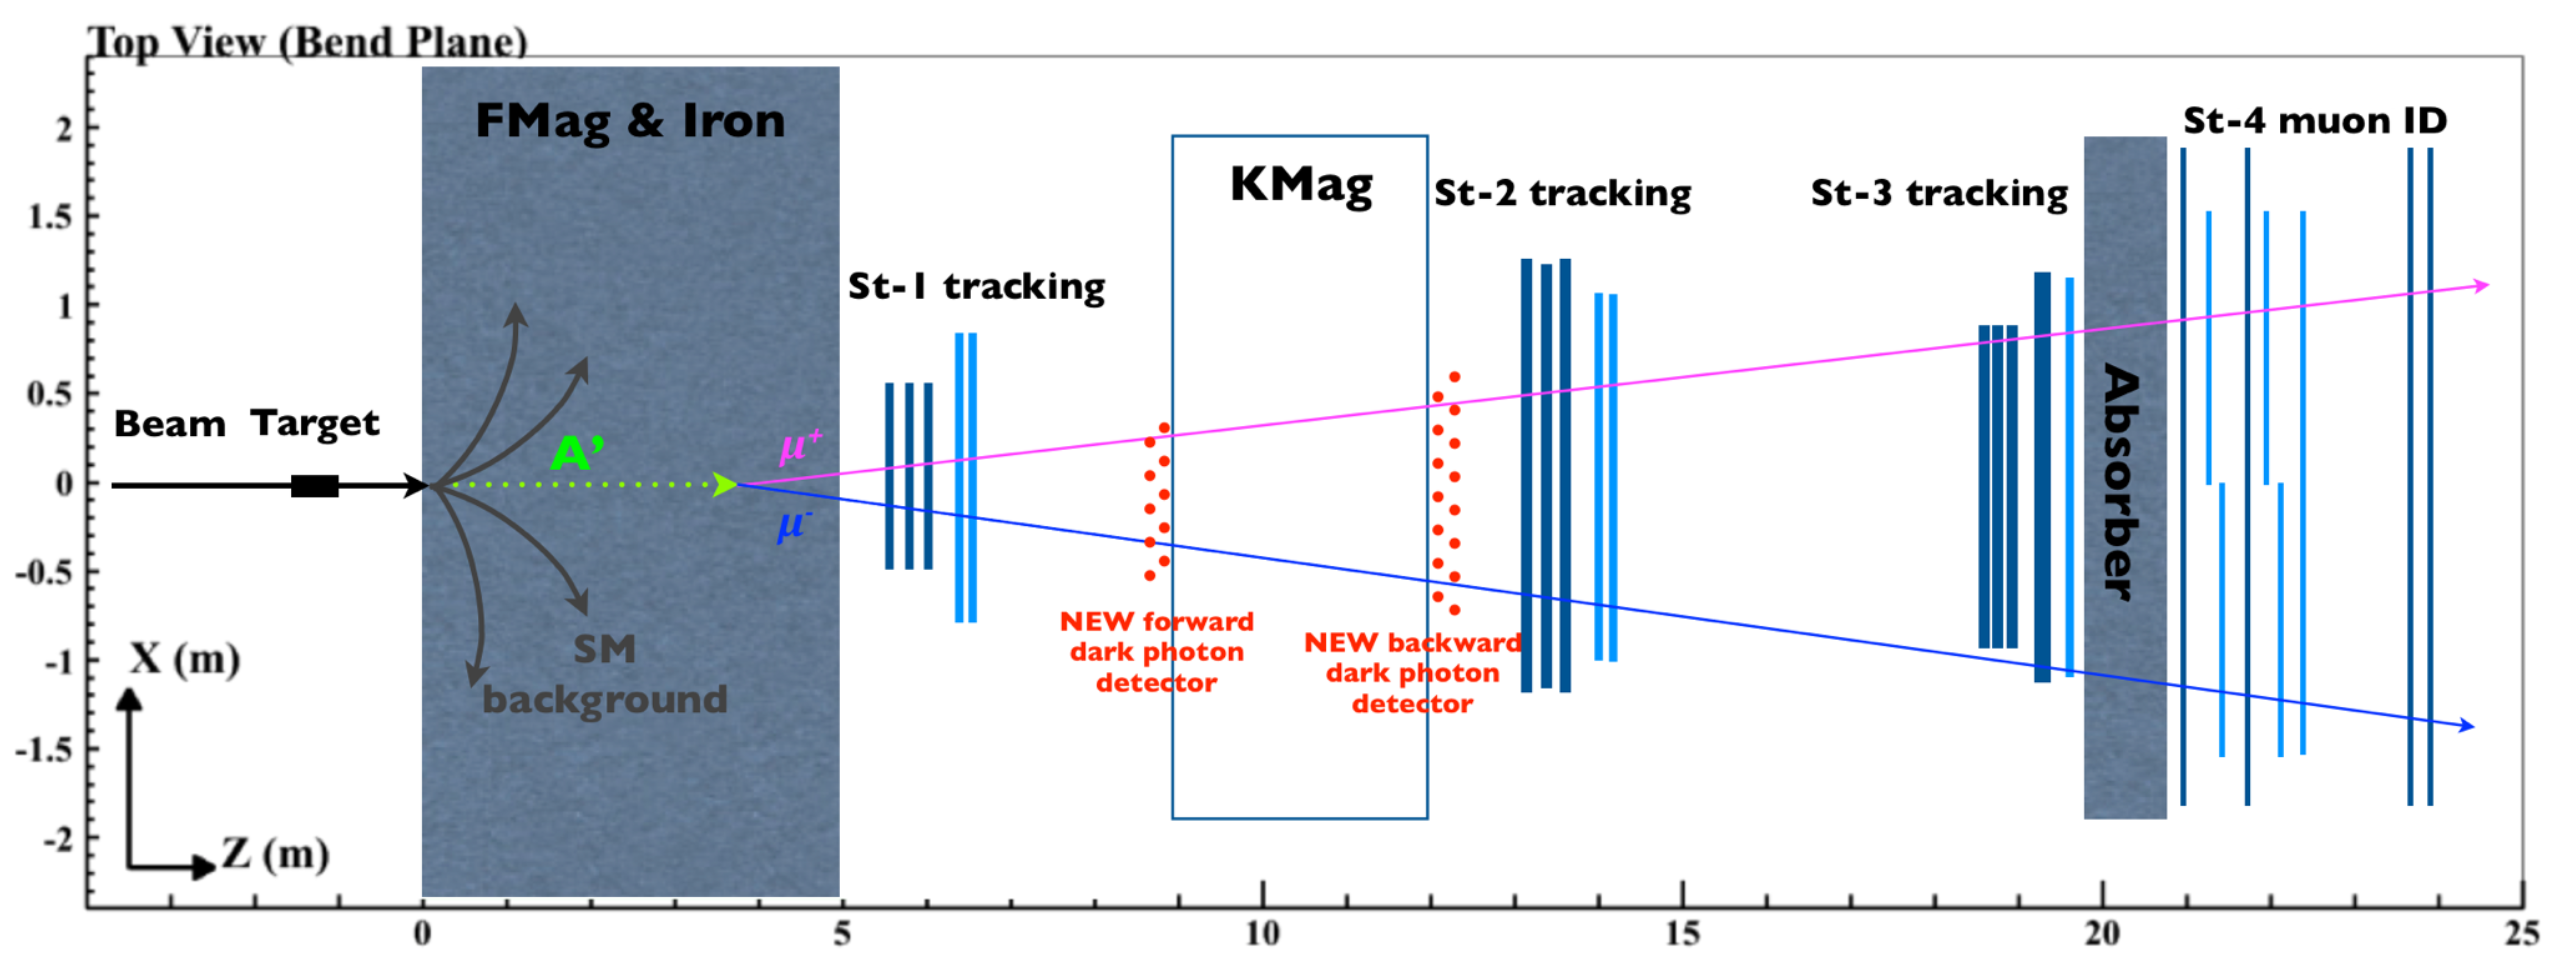 Top View (Bend Plane)
FMag & Iron
St-4 muon ID
KMag
St-2 tracking
St-3 tracking
St-1 tracking
Beam
Target
A’
μ+
μ-
Absorber
NEW forward
dark photon
detector
NEW backward
dark photon
detector
SM
background
X (m)
Z (m)
2
1.5
1
0.5
0
-0.5
-1
-1.5
-2
0
5
10
15
20
25